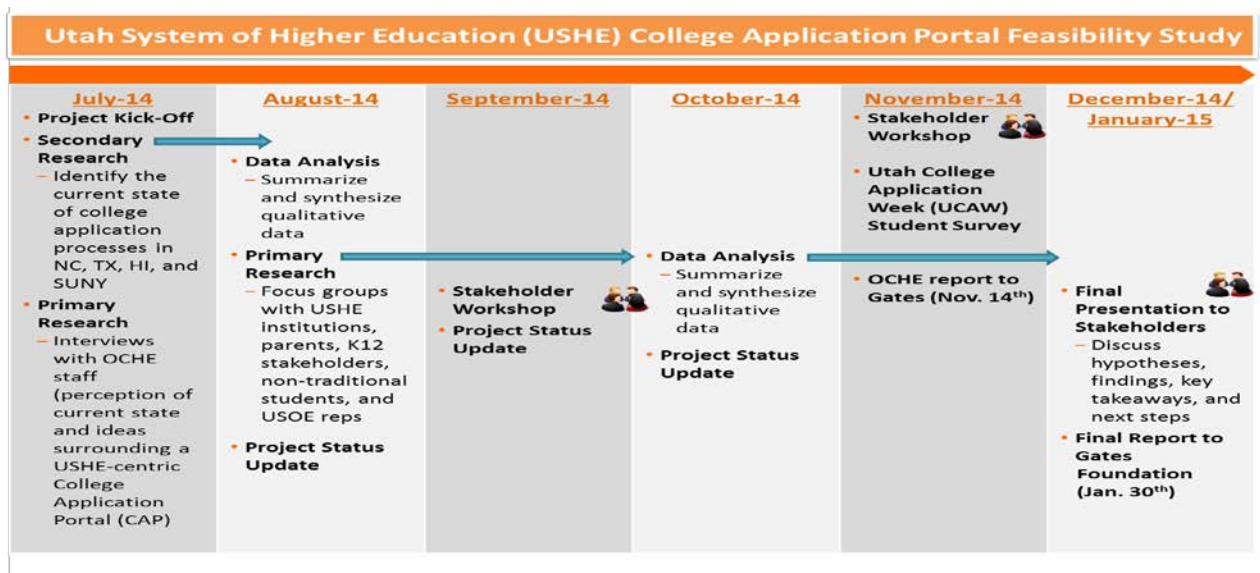 Utah System of Higher Education (USHE) College Application Portal Feasibility Study
July-14
• Project Kick-Off
• Secondary
Research
– Identify the
current state
of college
application
processes in
NC, TX, HI, and
SUNY
• Primary
Research
– Interviews
with OCHE
staff
(perception of
current state
and ideas
surrounding a
USHE-centric
College
Application
Portal (CAP)
August-14
• Data Analysis
– Summarize
and synthesize
qualitative
data
• Primary
Research
– Focus groups
with USHE
institutions,
parents, K12
stakeholders,
non-traditional
students, and
USOE reps
• Project Status
Update
September-14
• Stakeholder
Workshop
• Project Status
Update
October-14
• Data Analysis
– Summarize
and synthesize
qualitative
data
• Project Status
Update
November-14
• Stakeholder
Workshop
• Utah College
Application
Week (UCAW)
Student Survey
• OCHE report to
Gates (Nov. 14th)
December-14/
January-15
• Final
Presentation to
Stakeholders
– Discuss
hypotheses,
findings, key
takeaways, and
next steps
• Final Report to
Gates
Foundation
(Jan. 30th)